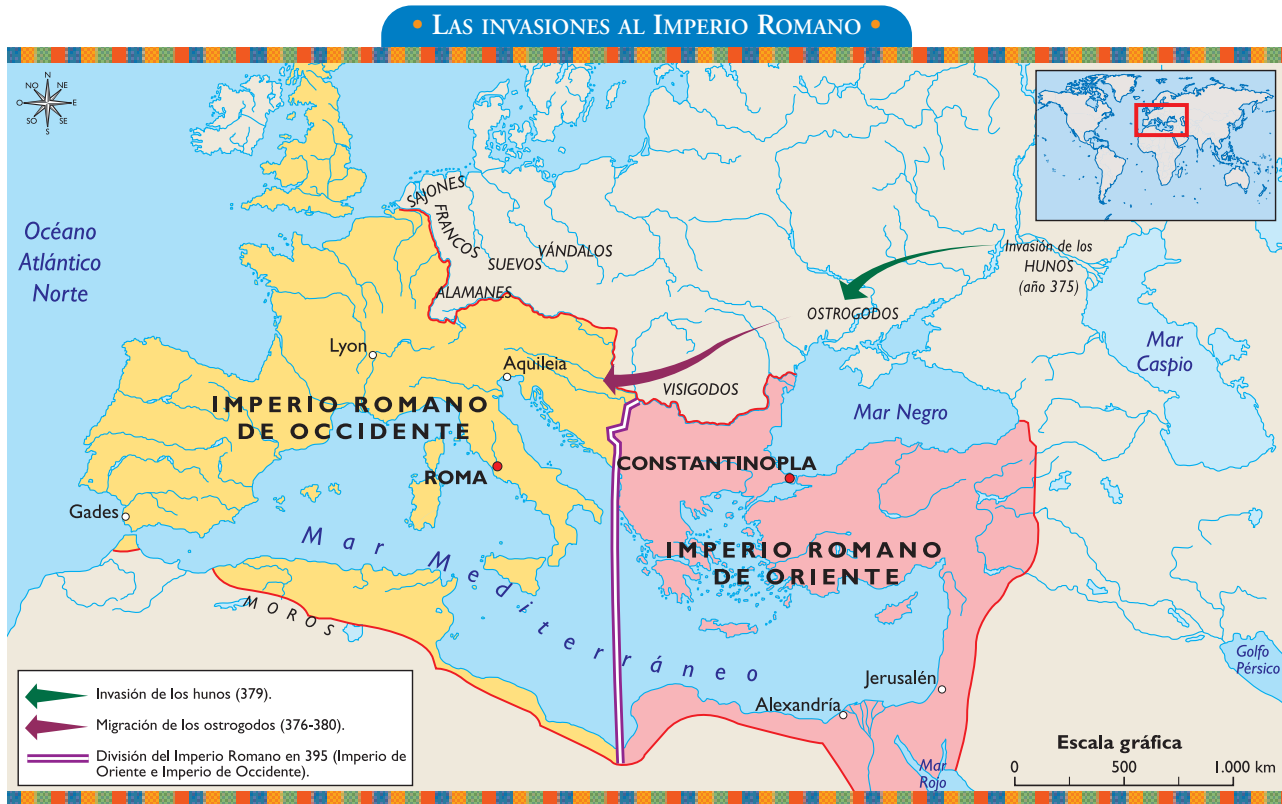 • LAS INVASIONES AL IMPERIO ROMANO •
N
NO NE
O E
SO SE
S
Océano
Atlántico
Norte
SAJONES
FRANCOS
SUEVOS
VÁNDALOS
ALAMANES
Invasión de los
HUNOS
(año 375)
OSTROGODOS
VISIGODOS
Mar
Caspio
Mar Negro
Lyon
Aquileia
IMPERIO ROMANO
DE OCCIDENTE
ROMA
CONSTANTINOPLA
Gades
IMPERIO ROMANO
DE ORIENTE
Mar Mediterráneo
MOROS
Jerusalén
Alexandría
Golfo
Pérsico
Mar
Rojo
Invasión de los hunos (379).
Migración de los ostrogodos (376-380).
División del Imperio Romano en 395 (Imperio de
Oriente e Imperio de Occidente).
Escala gráfica
0 500 1.000 km